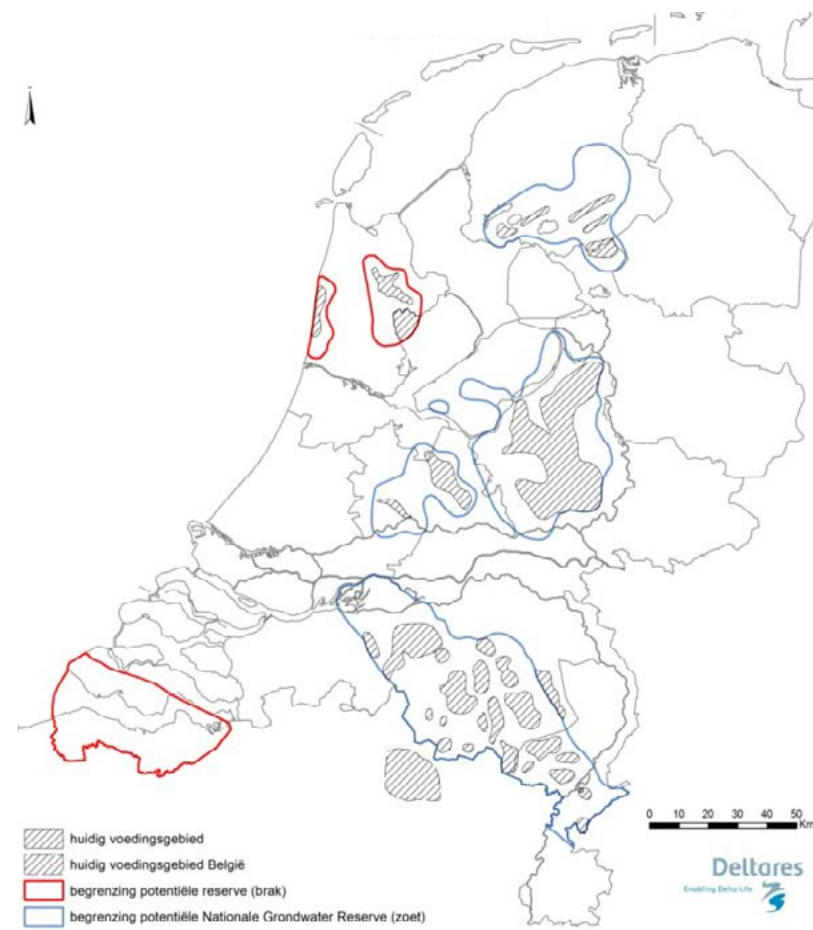 0 10 20 30 40 50
Km
huidig voedingsgebied
huidig voedingsgebied België
begrenzing potentiële reserve (brak)
begrenzing potentiële Nationale Grondwater Reserve (zoet)
Deltares
Enabling Delta Life